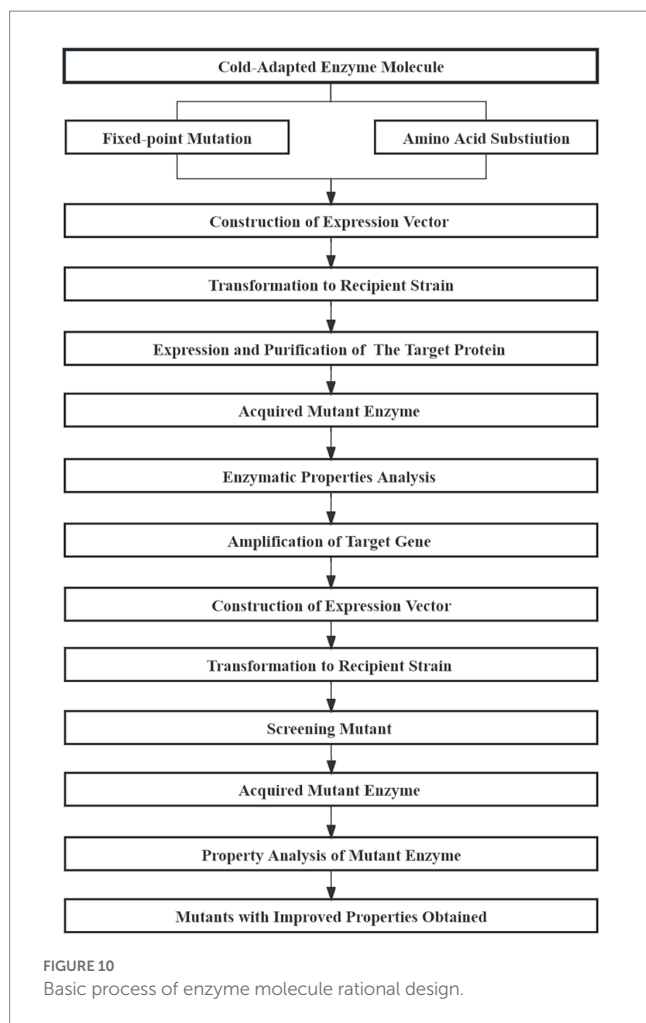 Cold-Adapted Enzyme Molecule
Fixed-point Mutation
Amino Acid Substiution
Construction of Expression Vector
Transformation to Recipient Strain
Expression and Purification of The Target Protein
Acquired Mutant Enzyme
Enzymatic Properties Analysis
Amplification of Target Gene
Construction of Expression Vector
Transformation to Recipient Strain
Screening Mutant
Acquired Mutant Enzyme
Property Analysis of Mutant Enzyme
Mutants with Improved Properties Obtained
FIGURE 10
Basic process of enzyme molecule rational design.